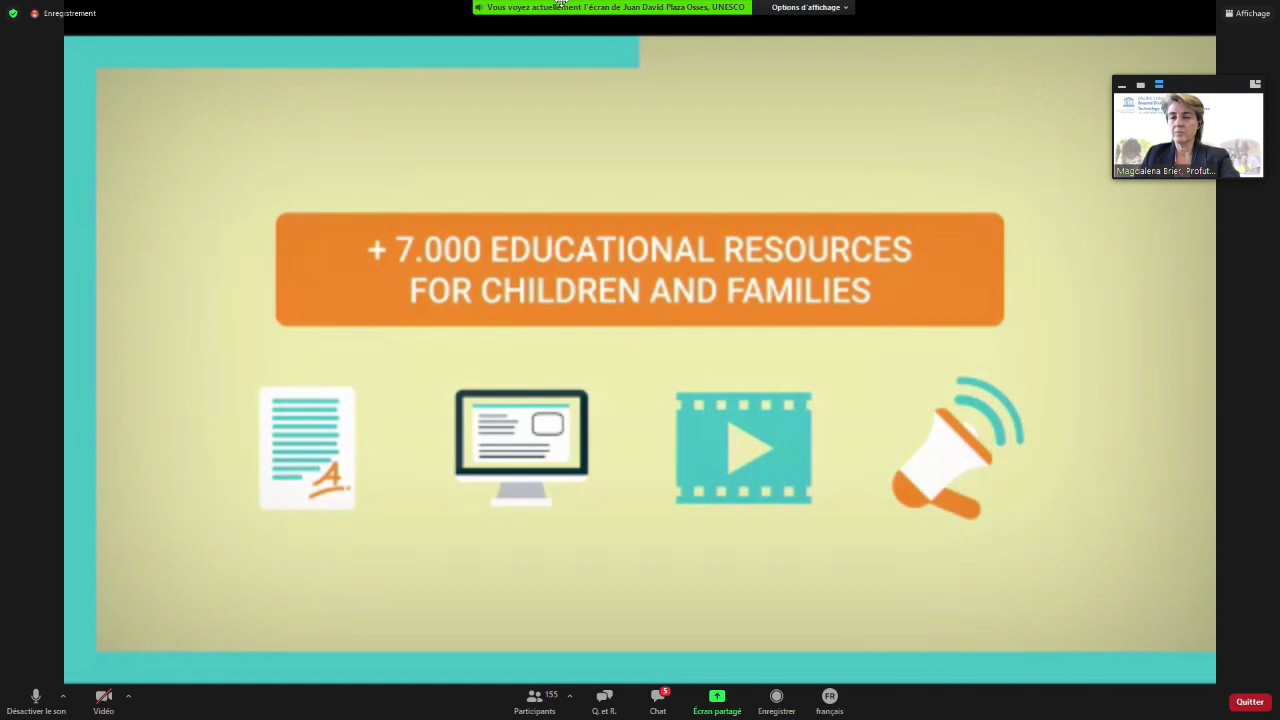 Enregistrement
Vous voyez actuellement l'écran de Juan David Plaza Osses, UNESCO
Options d'affichage
Affichage
Magdalena Brier, Profut...
+ 7.000 EDUCATIONAL RESOURCES
FOR CHILDREN AND FAMILIES
A
Désactiver le son
Vidéo
155
Participants
Q. et R.
5
Chat
Écran partagé
Enregistrer
FR
français
Quitter